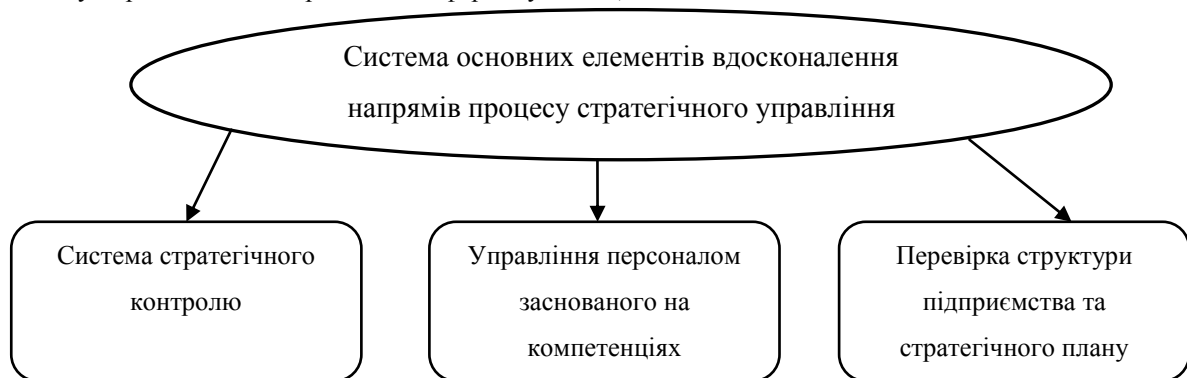 Система основних елементів вдосконалення
напрямів процесу стратегічного управління
Система стратегічного
контролю
Управління персоналом
заснованого на
компетенціях
Перевірка структури
підприємства та
стратегічного плану